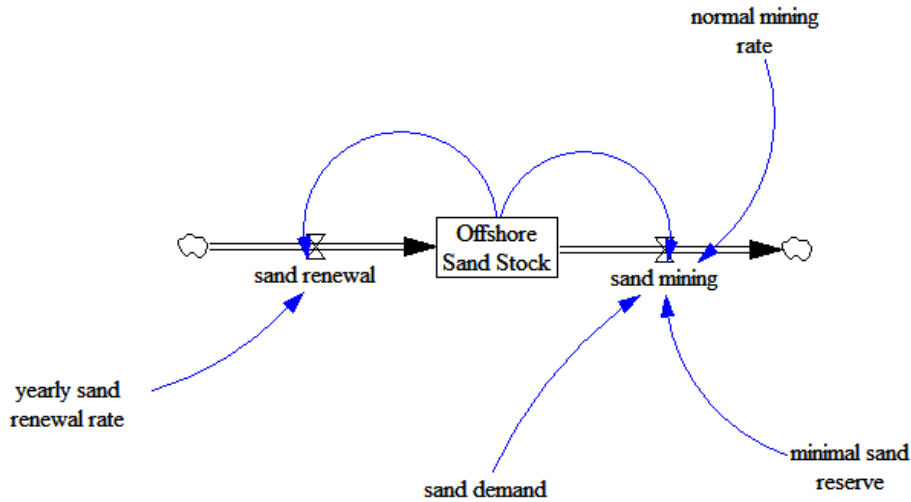 normal mining
rate
Offshore
Sand Stock
sand renewal
sand mining
yearly sand
renewal rate
minimal sand
reserve
sand demand